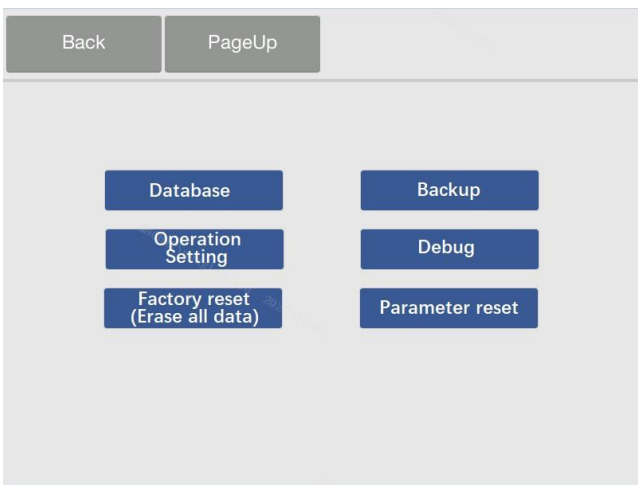 Back
PageUp
Database
Backup
Operation
Setting
Debug
Factory reset
(Erase all data)
Parameter reset